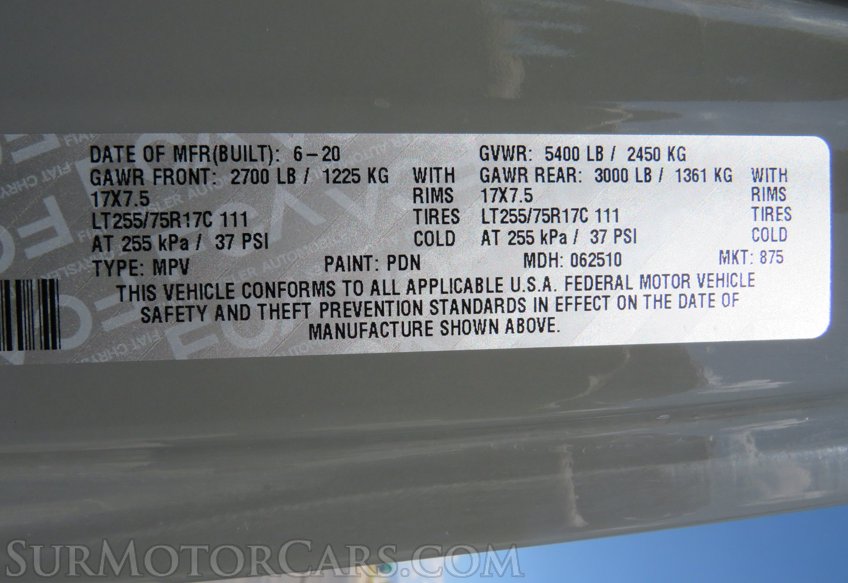 DATE OF MFR(BUILT): 6-20 GVWR: 5400 LB / 2450 KG
GAWR FRONT: 2700 LB / 1225 KG WITH GAWR REAR: 3000 LB / 1361 KG WITH
17X7.5 RIMS 17X7.5 RIMS
LT255/75R17C 111 TIRES LT255/75R17C 111 TIRES
AT 255 kPa / 37 PSI COLD AT 255 kPa / 37 PSI COLD
TYPE: MPV PAINT: PDN MDH: 062510 MKT: 875
THIS VEHICLE CONFORMS TO ALL APPLICABLE U.S.A. FEDERAL MOTOR VEHICLE
SAFETY AND THEFT PREVENTION STANDARDS IN EFFECT ON THE DATE OF
MANUFACTURE SHOWN ABOVE.
SURMOTORCARS.COM